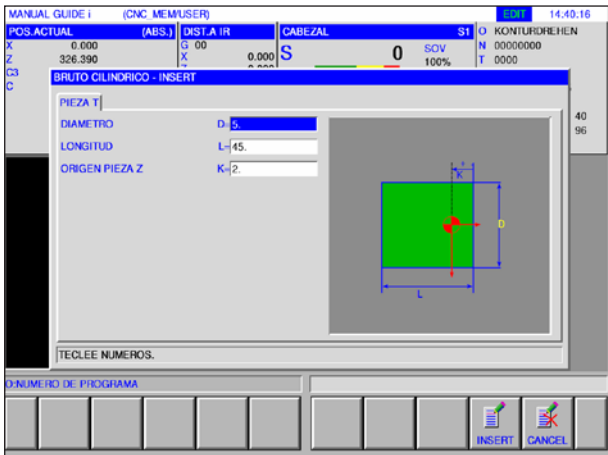 MANUAL GUIDE i (CNC_MEM/USER) EDIT 14:40:16
POS.ACTUAL (ABS.) DIST.A IR CABEZAL S1 O KONTURDREHEN
X 0.000 G 00 S 0 SOV 100% N 00000000
Z 326.390 X 0.000 T 0000
C3 Z 0.000
C
BRUTO CILINDRICO - INSERT
PIEZA T
40
DIAMETRO D= 5.
96
LONGITUD L= 45.
ORIGEN PIEZA Z K= 2.
K
D
L
TECLEE NUMEROS.
O:NUMERO DE PROGRAMA
INSERT CANCEL